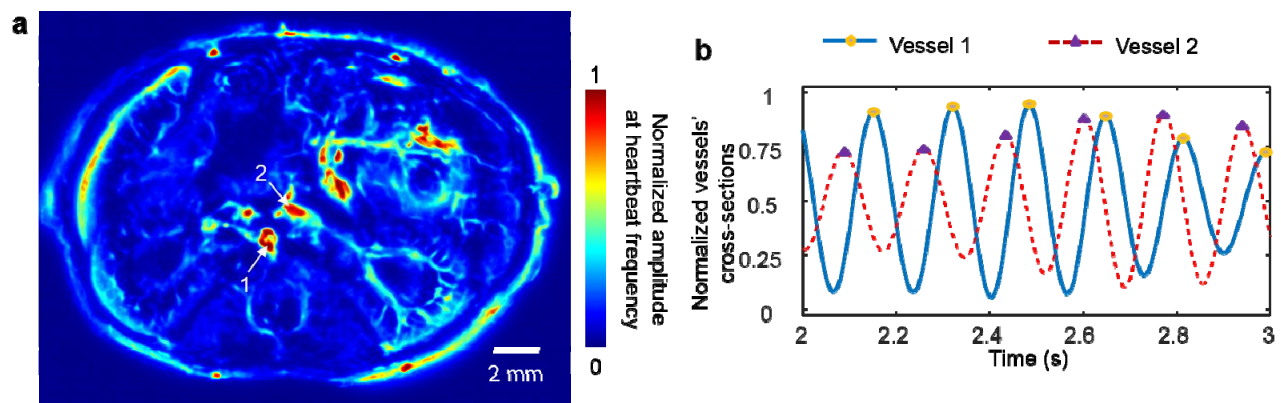 a
2
1
2 mm
1
0
Normalized amplitude
at heartbeat frequency
b
Vessel 1
Vessel 2
1
0.75
0.5
0.25
0
Normalized vessels'
cross-sections
2
2.2
2.4
2.6
2.8
3
Time (s)